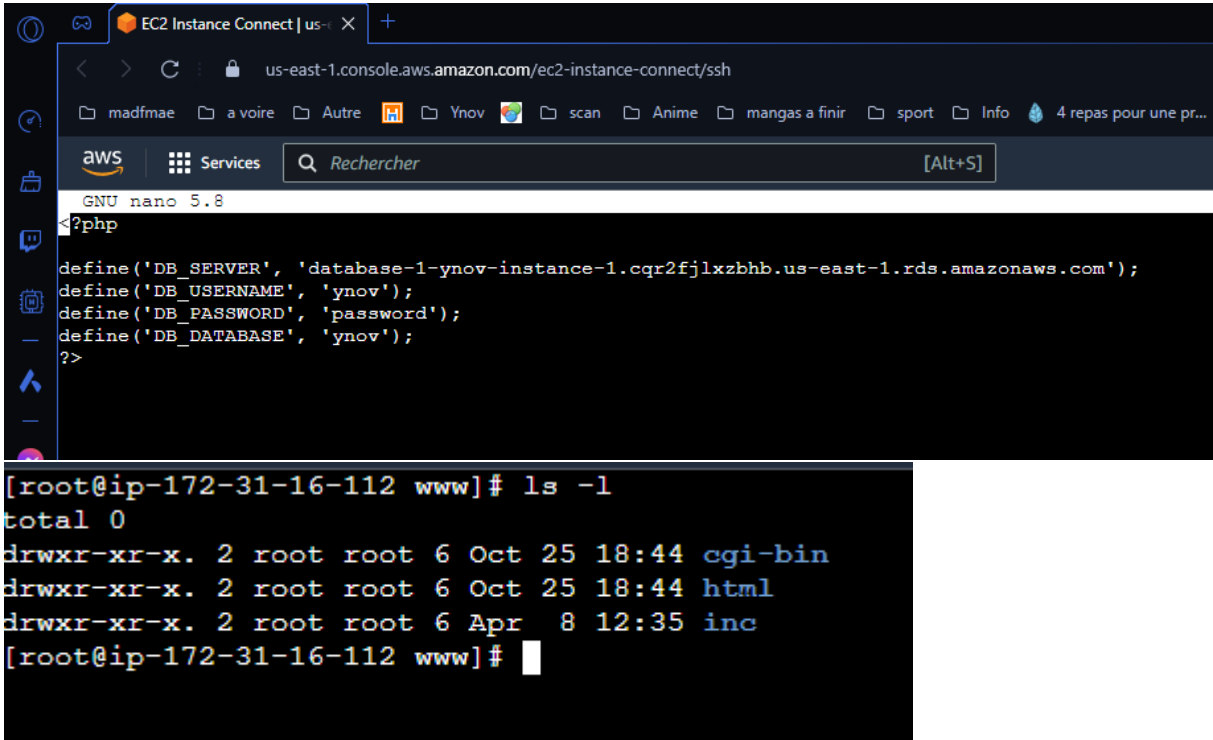 EC2 Instance Connect | us-e
us-east-1.console.aws.amazon.com/ec2-instance-connect/ssh
madfmae a voire Autre Ynov scan Anime mangas a finir sport Info 4 repas pour une pr...
aws Services Rechercher [Alt+S]
GNU nano 5.8
<?php
define('DB_SERVER', 'database-1-ynov-instance-1.cqr2fjlxzbhb.us-east-1.rds.amazonaws.com');
define('DB_USERNAME', 'ynov');
define('DB_PASSWORD', 'password');
define('DB_DATABASE', 'ynov');
?>
[root@ip-172-31-16-112 www]# ls -l
total 0
drwxr-xr-x. 2 root root 6 Oct 25 18:44 cgi-bin
drwxr-xr-x. 2 root root 6 Oct 25 18:44 html
drwxr-xr-x. 2 root root 6 Apr  8 12:35 inc
[root@ip-172-31-16-112 www]#